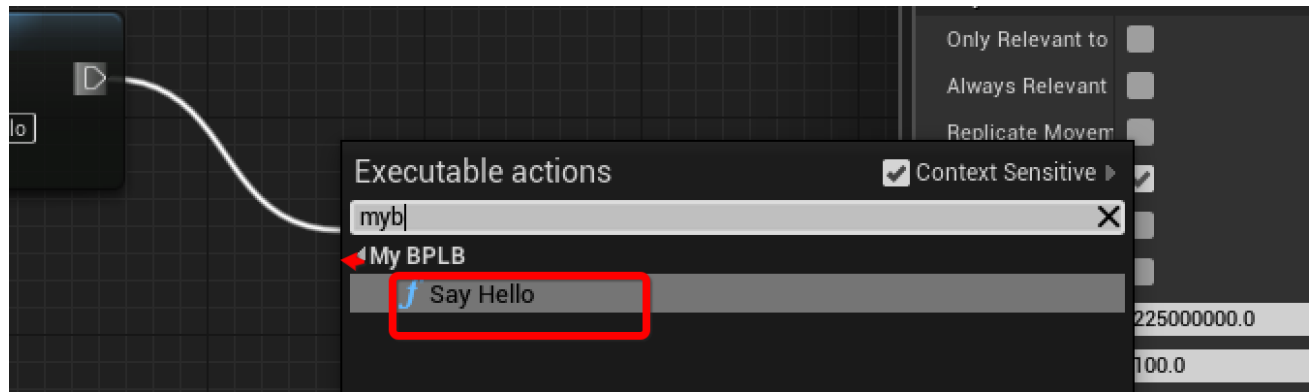 Only Relevant to
Always Relevant
Replicate Movem
lo
Executable actions
Context Sensitive
myb
My BPLB
f Say Hello
225000000.0
100.0